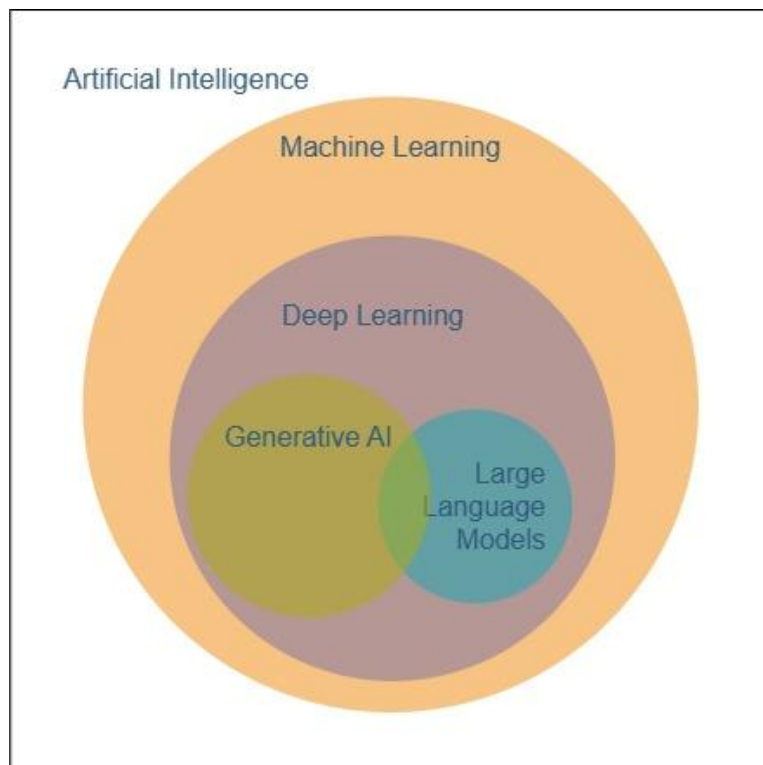 Artificial Intelligence
Machine Learning
Deep Learning
Generative AI
Large
Language
Models